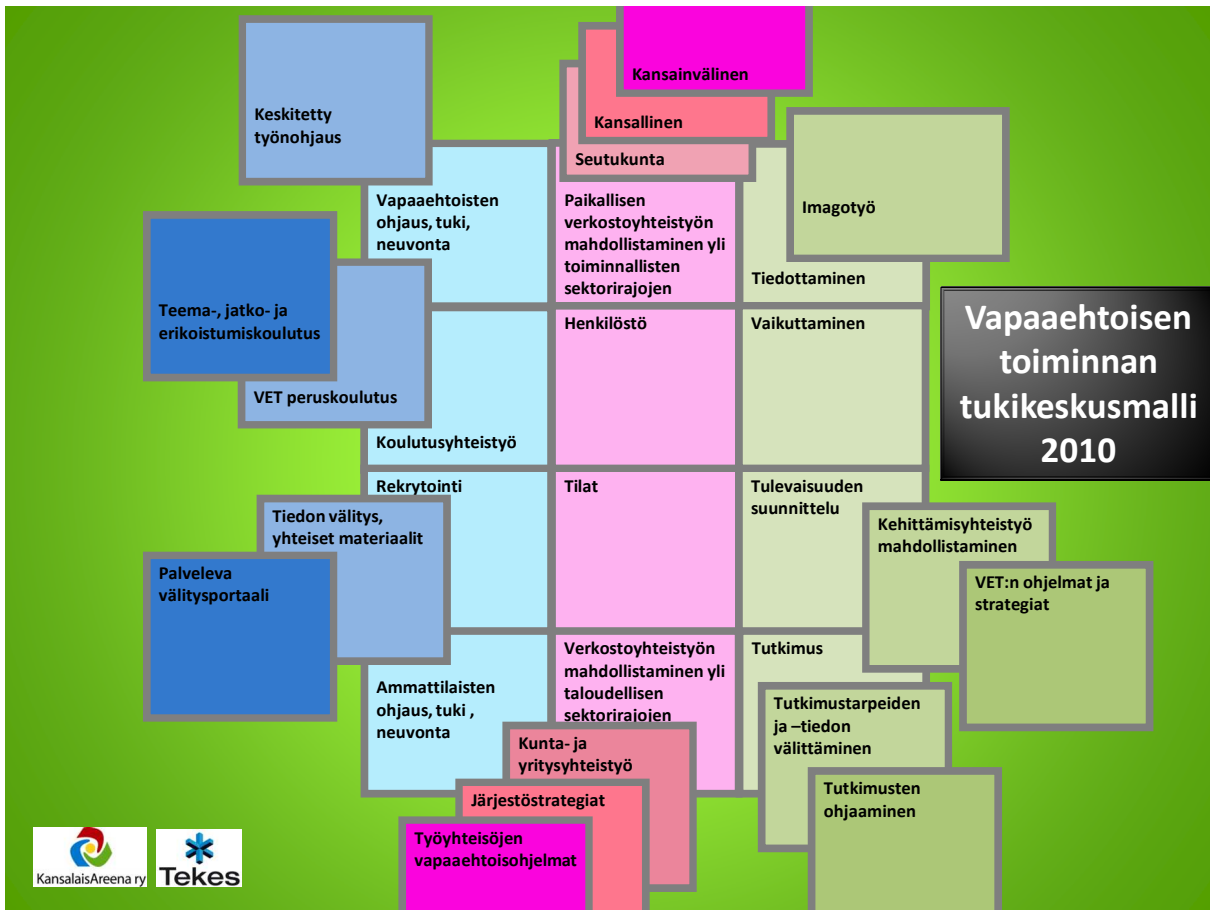 Kansainvälinen
Kansallinen
Seutukunta
Keskitetty
työnohjaus
Imagotyö
Vapaaehtoisten
ohjaus, tuki,
neuvonta
Paikallisen
verkostoyhteistyön
mahdollistaminen yli
toiminnallisten
sektorirajojen
Tiedottaminen
Teema-, jatko- ja
erikoistumiskoulutus
VET peruskoulutus
Koulutusyhteistyö
Henkilöstö
Vaikuttaminen
Vapaaehtoisen
toiminnan
tukikeskusmalli
2010
Rekrytointi
Tiedon välitys,
yhteiset materiaalit
Palveleva
välitysportaali
Tilat
Tulevaisuuden
suunnittelu
Kehittämisyhteistyö
mahdollistaminen
VET:n ohjelmat ja
strategiat
Ammattilaisten
ohjaus, tuki ,
neuvonta
Verkostoyhteistyön
mahdollistaminen yli
taloudellisen
sektorirajojen
Tutkimus
Tutkimustarpeiden
ja –tiedon
välittäminen
Tutkimusten
ohjaaminen
Kunta- ja
yritysyhteistyö
Järjestöstrategiat
Työyhteisöjen
vapaaehtoisohjelmat
KansalaisAreena ry
Tekes